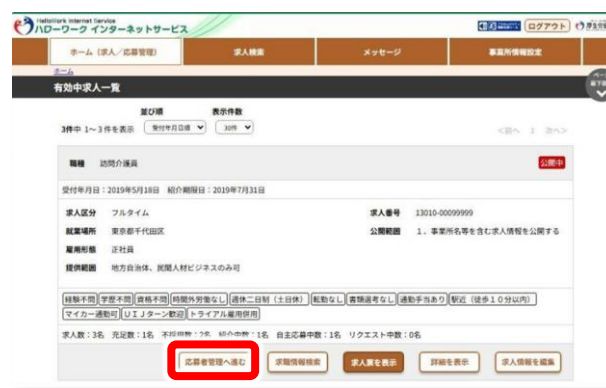 HelloWork Internet Service
ハローワーク インターネットサービス
ログアウト
ホーム（求人／応募管理） 求人検索 メッセージ 事業所情報設定
ホーム
有効中求人一覧
並び順 表示件数
3件中 1～3 件を表示 受付年月日順 30件 <前へ 1 次へ>
職種 訪問介護員 公開中
受付年月日：2019年5月18日 紹介期限日：2019年7月31日
求人区分 フルタイム 求人番号 13010-00099999
就業場所 東京都千代田区 公開範囲 1．事業所名等を含む求人情報を公開する
雇用形態 正社員
提供範囲 地方自治体、民間人材ビジネスのみ可
経験不問 学歴不問 資格不問 時間外労働なし 週休二日制（土日休） 転勤なし 書類選考なし 通勤手当あり 駅近（徒歩１０分以内）
マイカー通勤可 ＵＩＪターン歓迎 トライアル雇用併用
求人数：3名 充足数：1名 不採用数：2名 紹介中数：1名 自主応募中数：1名 リクエスト中数：0名
応募者管理へ進む 求職情報検索 求人票を表示 詳細を表示 求人情報を編集